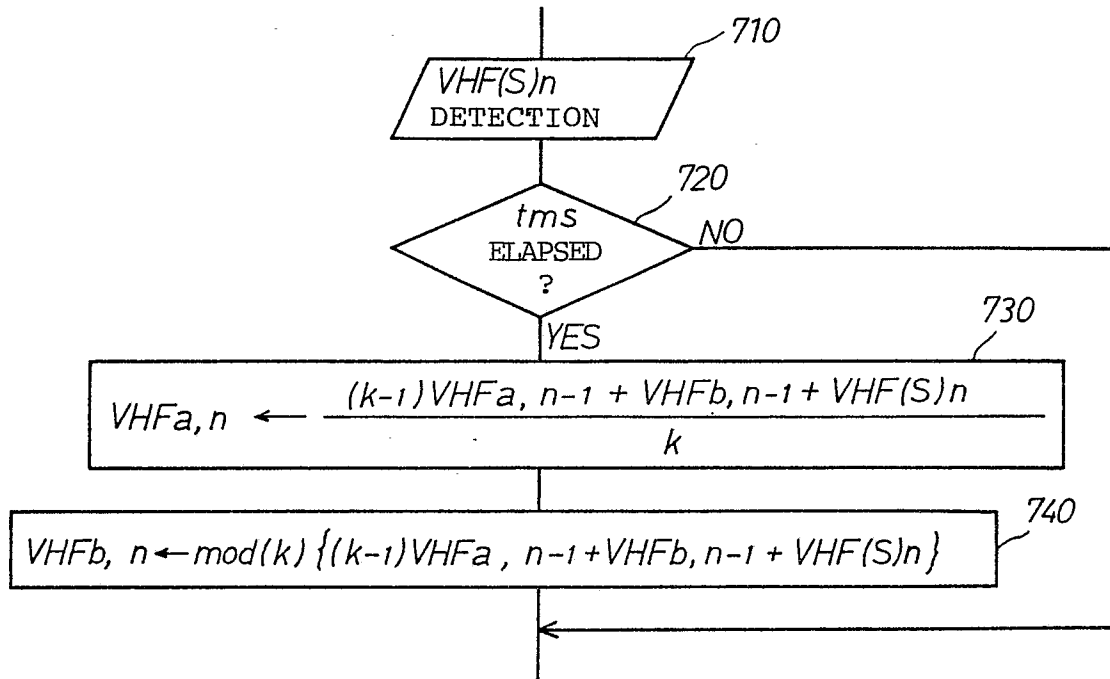 710
VHF(S)n
DETECTION
720
tms
ELAPSED
?
NO
YES
730
VHFa, n ← (k-1)VHFa, n-1 + VHFb, n-1 + VHF(S)n
k
740
VHFb, n←mod(k){(k-1)VHFa , n-1+VHFb, n-1 + VHF(S)n}